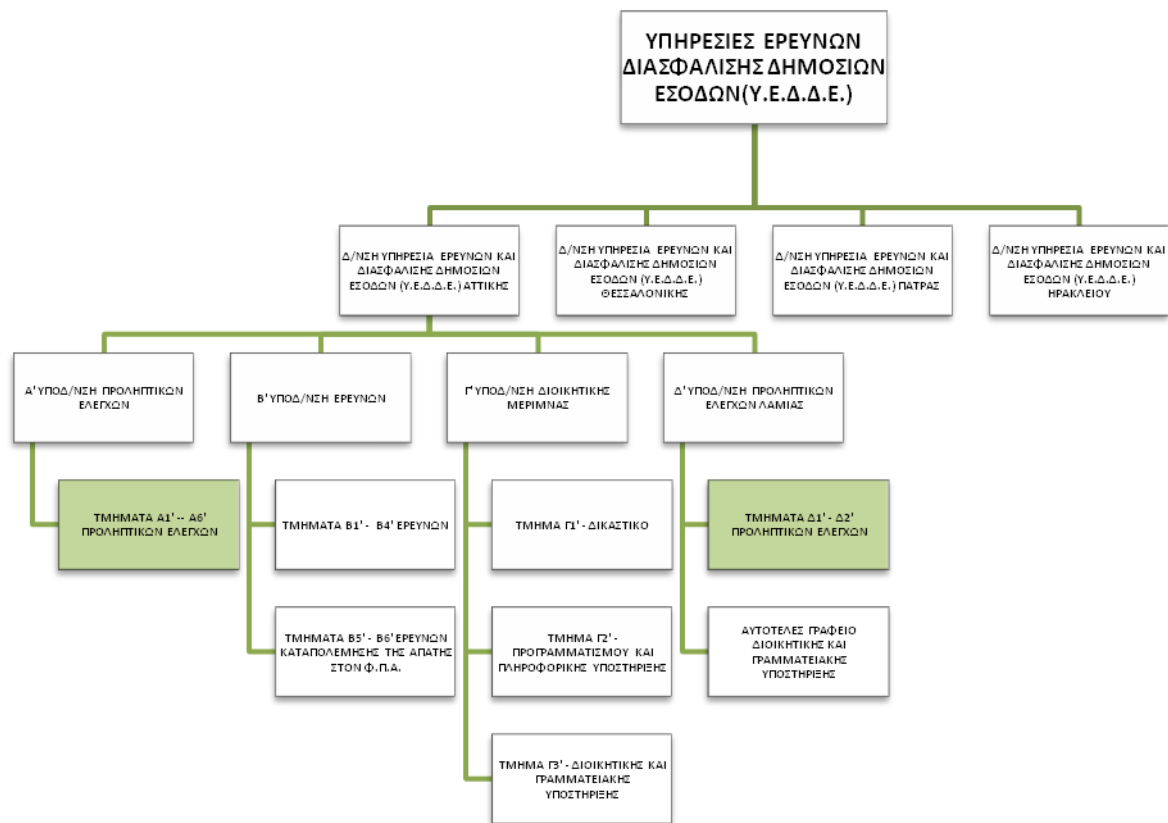 ΥΠΗΡΕΣΙΕΣ ΕΡΕΥΝΩΝ
ΔΙΑΣΦΑΛΙΣΗΣ ΔΗΜΟΣΙΩΝ
ΕΣΟΔΩΝ(Υ.Ε.Δ.Δ.Ε.)
Δ/ΝΣΗ ΥΠΗΡΕΣΙΑ ΕΡΕΥΝΩΝ ΚΑΙ
ΔΙΑΣΦΑΛΙΣΗΣ ΔΗΜΟΣΙΩΝ
ΕΣΟΔΩΝ (Υ.Ε.Δ.Δ.Ε.) ΑΤΤΙΚΗΣ
Δ/ΝΣΗ ΥΠΗΡΕΣΙΑ ΕΡΕΥΝΩΝ ΚΑΙ
ΔΙΑΣΦΑΛΙΣΗΣ ΔΗΜΟΣΙΩΝ
ΕΣΟΔΩΝ (Υ.Ε.Δ.Δ.Ε.)
ΘΕΣΣΑΛΟΝΙΚΗΣ
Δ/ΝΣΗ ΥΠΗΡΕΣΙΑ ΕΡΕΥΝΩΝ ΚΑΙ
ΔΙΑΣΦΑΛΙΣΗΣ ΔΗΜΟΣΙΩΝ
ΕΣΟΔΩΝ (Υ.Ε.Δ.Δ.Ε.) ΠΑΤΡΑΣ
Δ/ΝΣΗ ΥΠΗΡΕΣΙΑ ΕΡΕΥΝΩΝ ΚΑΙ
ΔΙΑΣΦΑΛΙΣΗΣ ΔΗΜΟΣΙΩΝ
ΕΣΟΔΩΝ (Υ.Ε.Δ.Δ.Ε.)
ΗΡΑΚΛΕΙΟΥ
Α' ΥΠΟΔ/ΝΣΗ ΠΡΟΛΗΠΤΙΚΩΝ
ΕΛΕΓΧΩΝ
Β' ΥΠΟΔ/ΝΣΗ ΕΡΕΥΝΩΝ
Γ' ΥΠΟΔ/ΝΣΗ ΔΙΟΙΚΗΤΙΚΗΣ
ΜΕΡΙΜΝΑΣ
Δ' ΥΠΟΔ/ΝΣΗ ΠΡΟΛΗΠΤΙΚΩΝ
ΕΛΕΓΧΩΝ ΛΑΜΙΑΣ
ΤΜΗΜΑΤΑ Α1' -- Α6'
ΠΡΟΛΗΠΤΙΚΩΝ ΕΛΕΓΧΩΝ
ΤΜΗΜΑΤΑ Β1' - Β4' ΕΡΕΥΝΩΝ
ΤΜΗΜΑ Γ1' - ΔΙΚΑΣΤΙΚΟ
ΤΜΗΜΑΤΑ Δ1' - Δ2'
ΠΡΟΛΗΠΤΙΚΩΝ ΕΛΕΓΧΩΝ
ΤΜΗΜΑΤΑ Β5' - Β6' ΕΡΕΥΝΩΝ
ΚΑΤΑΠΟΛΕΜΗΣΗΣ ΤΗΣ ΑΠΑΤΗΣ
ΣΤΟΝ Φ.Π.Α.
ΤΜΗΜΑ Γ2' -
ΠΡΟΓΡΑΜΜΑΤΙΣΜΟΥ ΚΑΙ
ΠΛΗΡΟΦΟΡΙΚΗΣ ΥΠΟΣΤΗΡΙΞΗΣ
ΑΥΤΟΤΕΛΕΣ ΓΡΑΦΕΙΟ
ΔΙΟΙΚΗΤΙΚΗΣ ΚΑΙ
ΓΡΑΜΜΑΤΕΙΑΚΗΣ
ΥΠΟΣΤΗΡΙΞΗΣ
ΤΜΗΜΑ Γ3' - ΔΙΟΙΚΗΤΙΚΗΣ ΚΑΙ
ΓΡΑΜΜΑΤΕΙΑΚΗΣ
ΥΠΟΣΤΗΡΙΞΗΣ